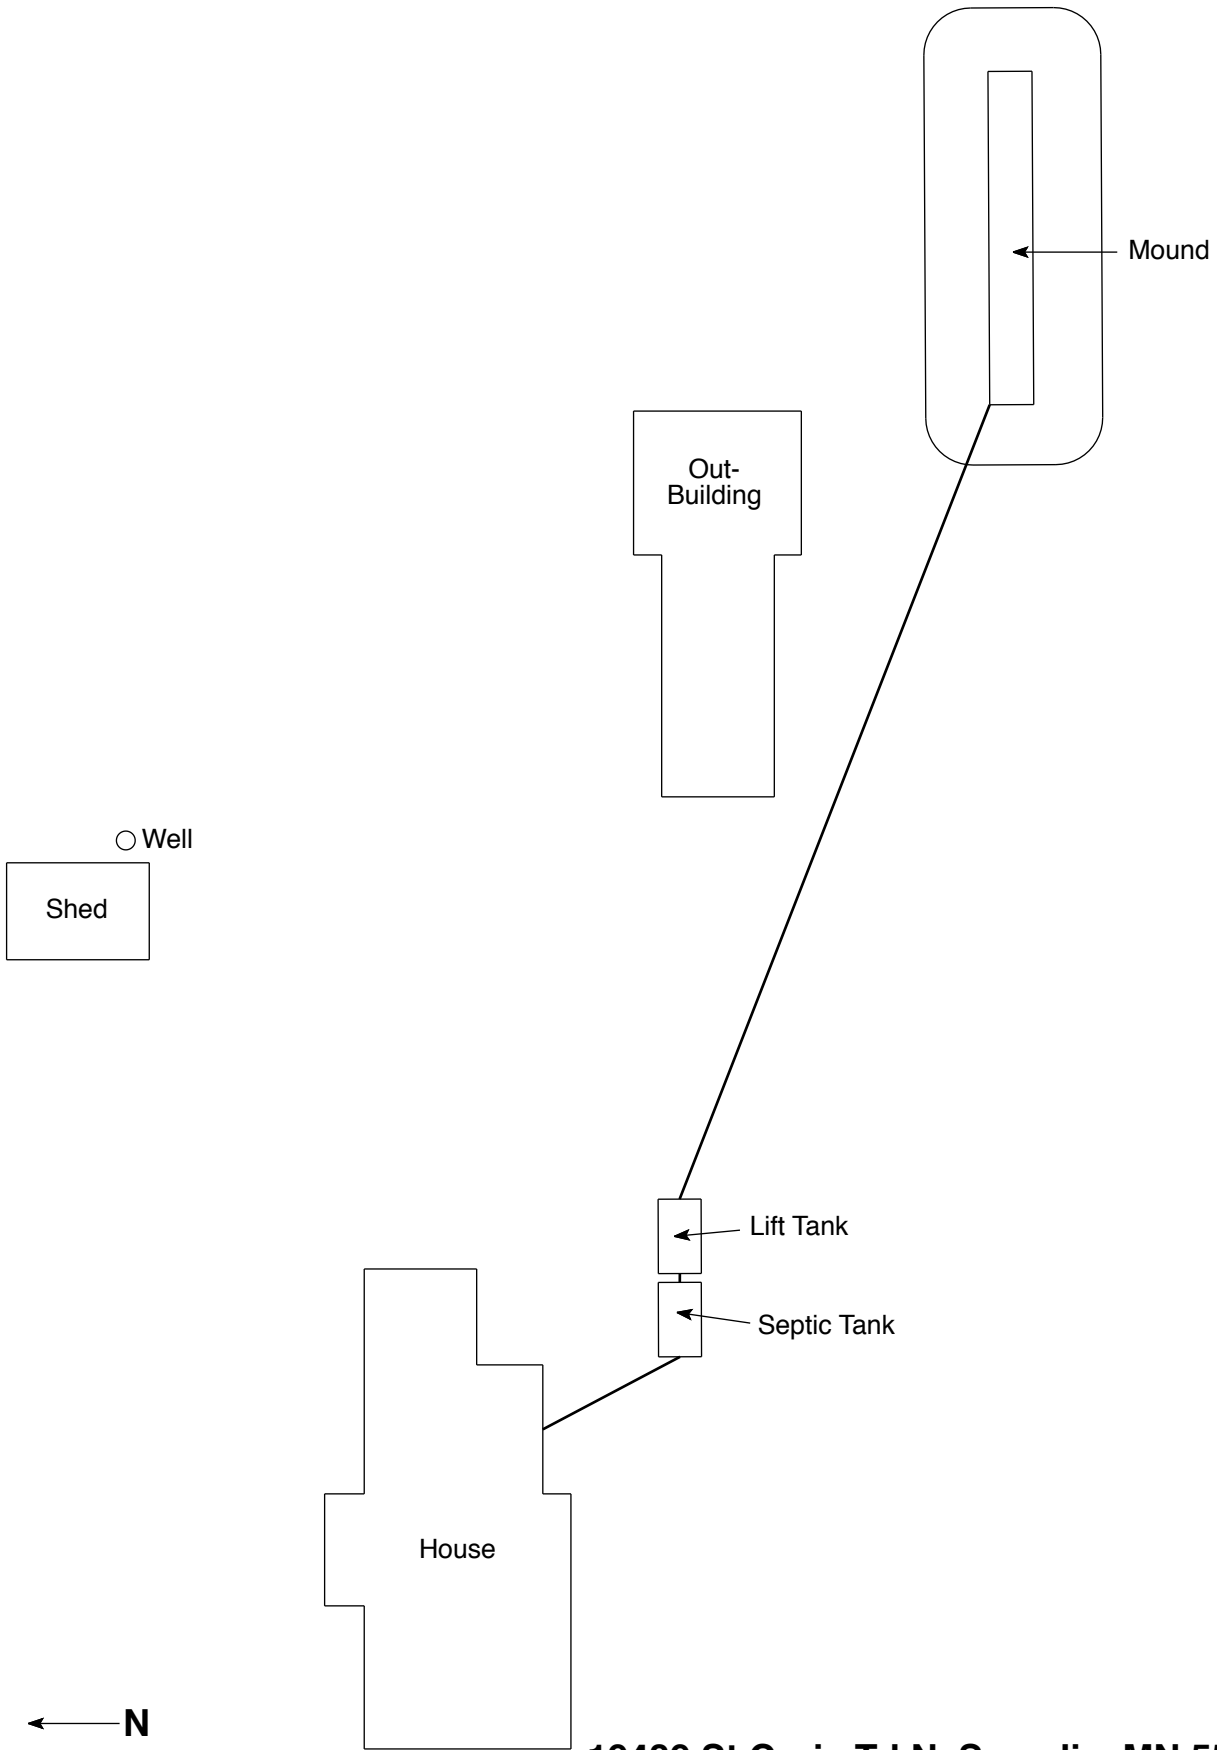 Mound
Out-
Building
Well
Shed
Lift Tank
Septic Tank
House
N